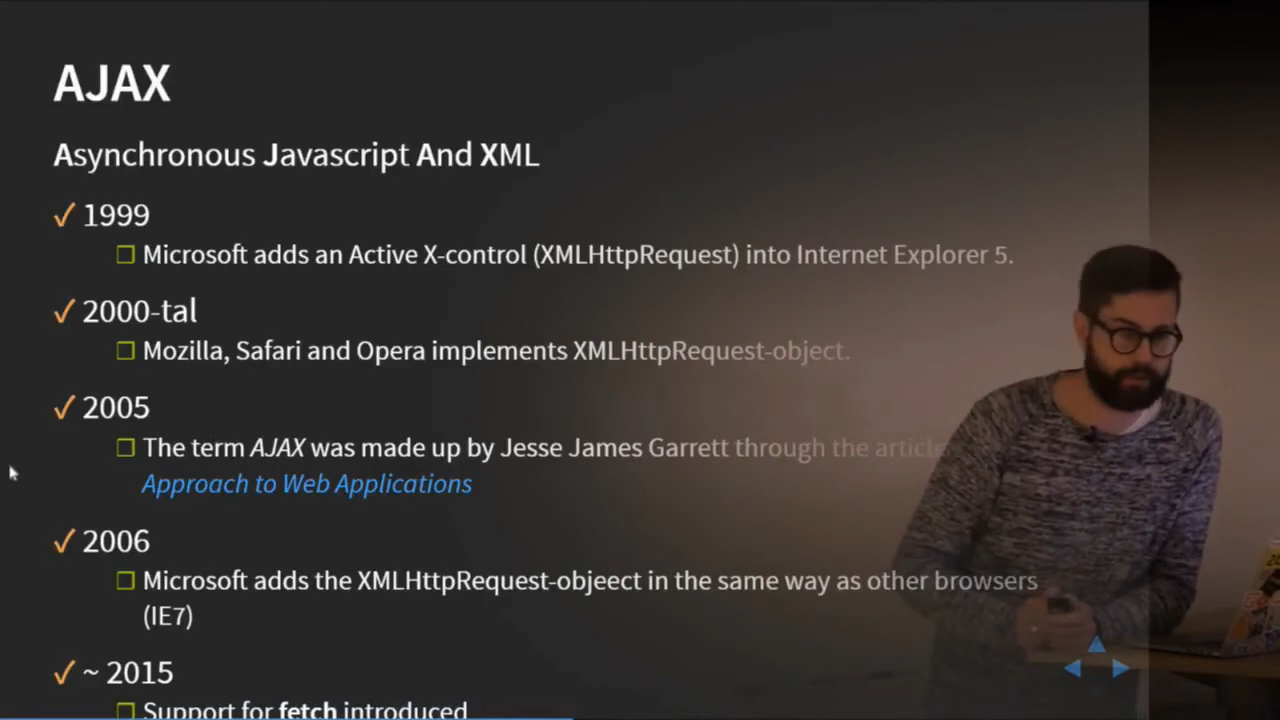 AJAX
Asynchronous Javascript And XML
✓ 1999
❒ Microsoft adds an Active X-control (XMLHttpRequest) into Internet Explorer 5.
✓ 2000-tal
❒ Mozilla, Safari and Opera implements XMLHttpRequest-object.
✓ 2005
❒ The term AJAX was made up by Jesse James Garrett through the article
Approach to Web Applications
✓ 2006
❒ Microsoft adds the XMLHttpRequest-objeect in the same way as other browsers
(IE7)
✓ ~ 2015
❒ Support for fetch introduced